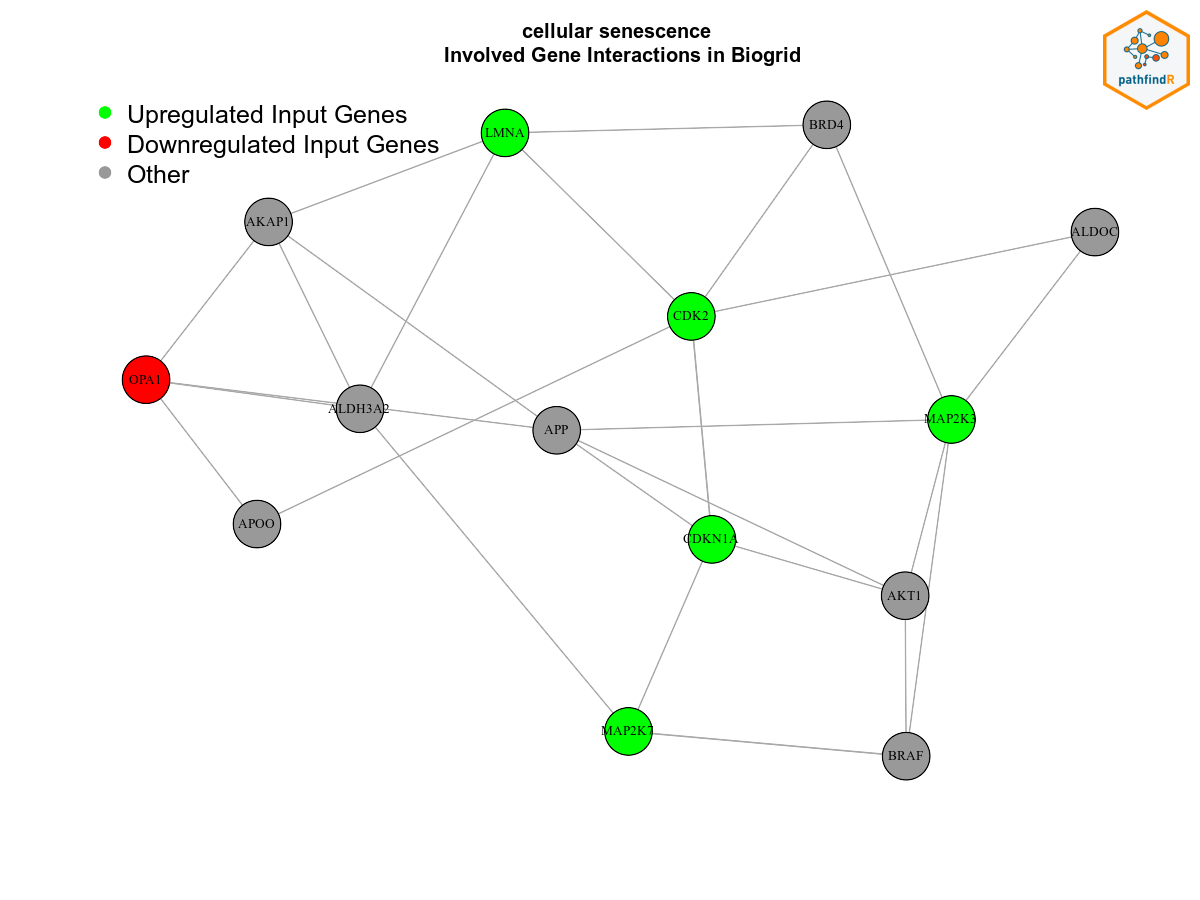 cellular senescence
Involved Gene Interactions in Biogrid
pathfindR
Upregulated Input Genes
Downregulated Input Genes
Other
LMNA
BRD4
AKAP1
ALDOC
CDK2
OPA1
ALDH3A2
APP
MAP2K3
APOO
CDKN1A
AKT1
MAP2K7
BRAF